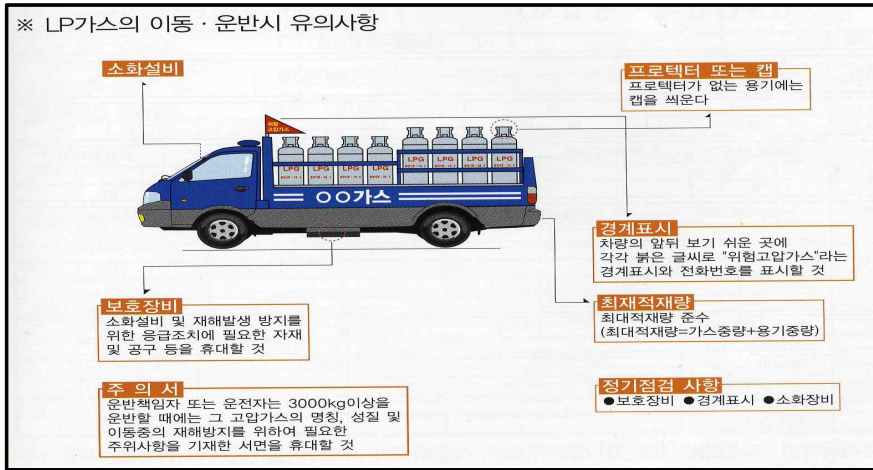 ※ LP가스의 이동 · 운반시 유의사항
소화설비
프로텍터 또는 캡
프로텍터가 없는 용기에는
캡을 씌운다
위험
고압가스
LPG
LPG
LPG
LPG
LPG
LPG
LPG
LPG
○○가스
경계표시
차량의 앞뒤 보기 쉬운 곳에
각각 붉은 글씨로 "위험고압가스"라는
경계표시와 전화번호를 표시할 것
보호장비
소화설비 및 재해발생 방지를
위한 응급조치에 필요한 자재
및 공구 등을 휴대할 것
최재적재량
최대적재량 준수
(최대적재량=가스중량+용기중량)
주 의 서
운반책임자 또는 운전자는 3000kg이상을
운반할 때에는 그 고압가스의 명칭, 성질 및
이동중의 재해방지를 위하여 필요한
주위사항을 기재한 서면을 휴대할 것
정기점검 사항
●보호장비 ●경계표시 ●소화장비